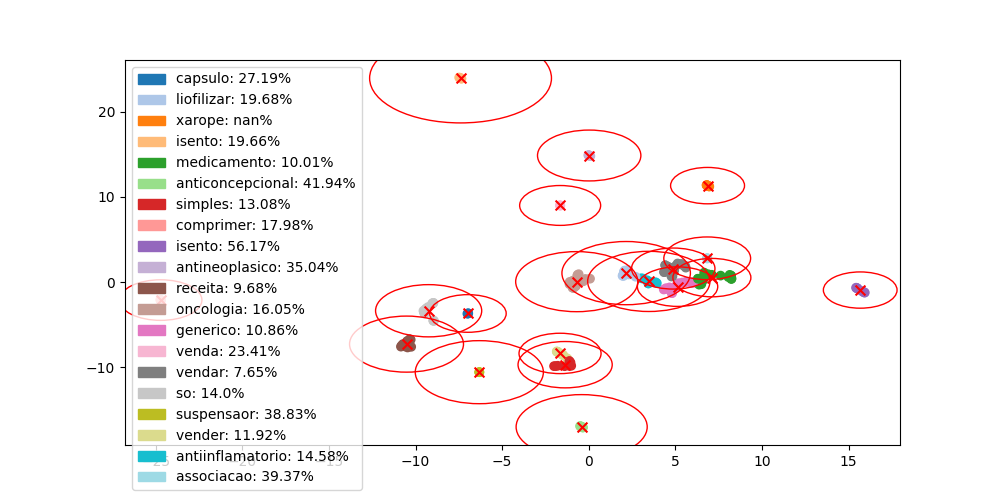 capsulo: 27.19%
liofilizar: 19.68%
xarope: nan%
isento: 19.66%
medicamento: 10.01%
anticoncepcional: 41.94%
simples: 13.08%
comprimer: 17.98%
isento: 56.17%
antineoplasico: 35.04%
receita: 9.68%
oncologia: 16.05%
generico: 10.86%
venda: 23.41%
vendar: 7.65%
so: 14.0%
suspensaor: 38.83%
vender: 11.92%
antiinflamatorio: 14.58%
associacao: 39.37%
20
10
0
−10
−25 −20 −15 −10 −5 0 5 10 15